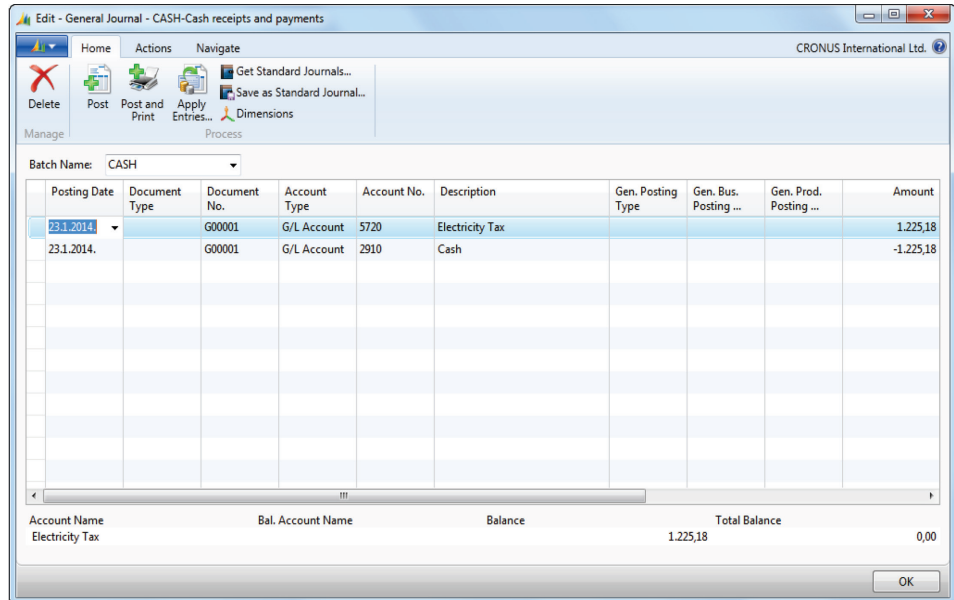 Edit - General Journal - CASH-Cash receipts and payments
Home Actions Navigate CRONUS International Ltd.
Delete Post Post and Print Apply Entries... Get Standard Journals...
Save as Standard Journal...
Dimensions
Manage Process
Batch Name: CASH
Posting Date Document Type Document No. Account Type Account No. Description Gen. Posting Type Gen. Bus. Posting ... Gen. Prod. Posting ... Amount
23.1.2014. G00001 G/L Account 5720 Electricity Tax 1.225,18
23.1.2014. G00001 G/L Account 2910 Cash -1.225,18
Account Name Bal. Account Name Balance Total Balance
Electricity Tax 1.225,18 0,00
OK